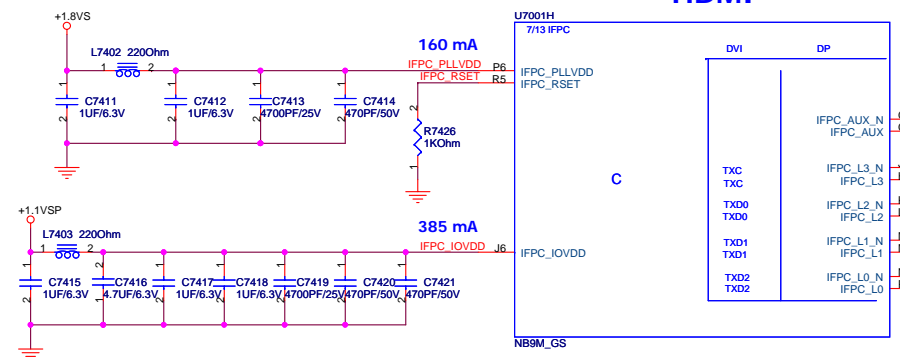 HDMI
+1.8VS
U7001H
7/13 IFPC
L7402 220Ohm
160 mA
DVI DP
1 2
IFPC_PLLVDD P6 IFPC_PLLVDD
IFPC_RSET R5 IFPC_RSET
C7411 1UF/6.3V
C7412 1UF/6.3V
C7413 4700PF/25V
C7414 470PF/50V
R7426 1KOhm
IFPC_AUX_N
IFPC_AUX
C
TXC IFPC_L3_N
TXC IFPC_L3
TXD0 IFPC_L2_N
TXD0 IFPC_L2
+1.1VSP
L7403 220Ohm
385 mA
TXD1 IFPC_L1_N
TXD1 IFPC_L1
1 2
IFPC_IOVDD J6 IFPC_IOVDD
TXD2 IFPC_L0_N
TXD2 IFPC_L0
C7415 1UF/6.3V
C7416 4.7UF/6.3V
C7417 1UF/6.3V
C7418 1UF/6.3V
C7419 4700PF/25V
C7420 470PF/50V
C7421 470PF/50V
NB9M_GS